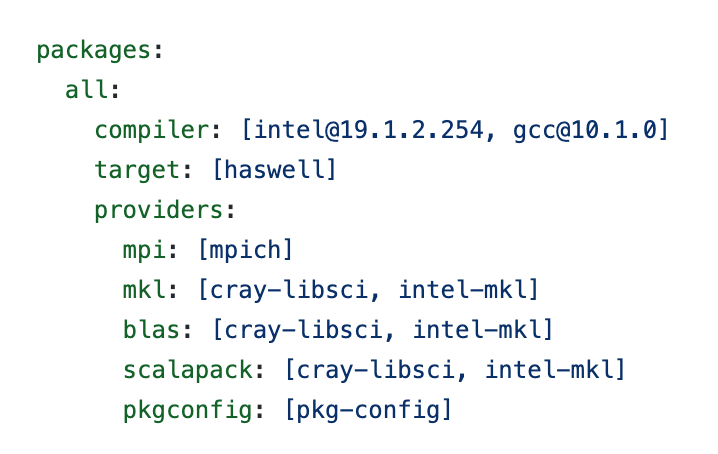 packages:
  all:
    compiler: [intel@19.1.2.254, gcc@10.1.0]
    target: [haswell]
    providers:
      mpi: [mpich]
      mkl: [cray-libsci, intel-mkl]
      blas: [cray-libsci, intel-mkl]
      scalapack: [cray-libsci, intel-mkl]
      pkgconfig: [pkg-config]